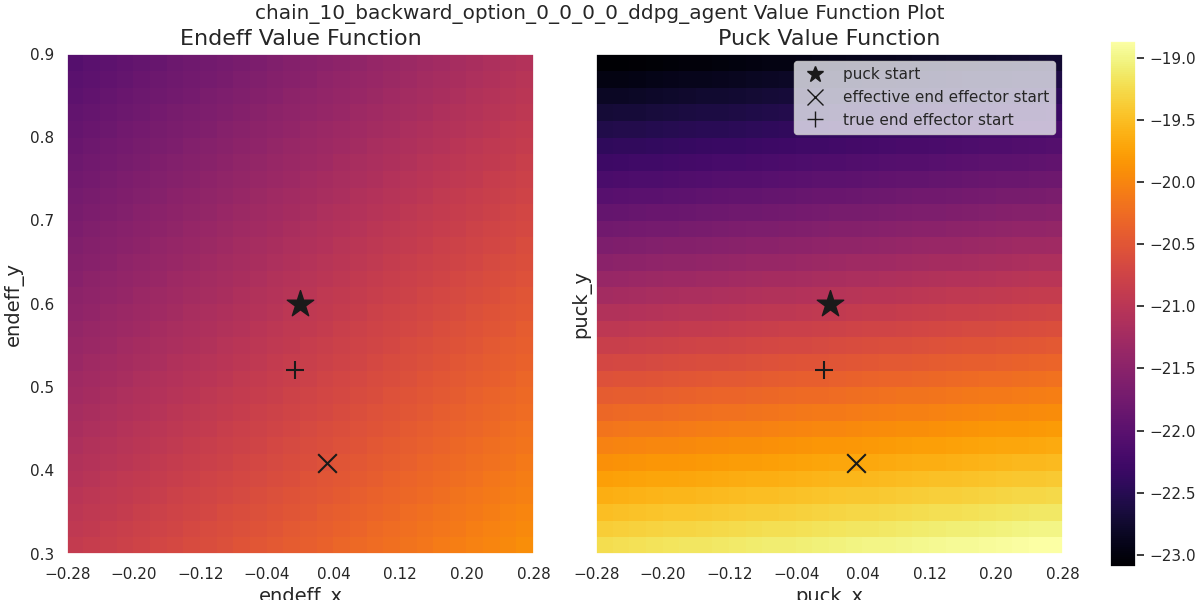 chain_10_backward_option_0_0_0_0_ddpg_agent Value Function Plot
Endeff Value Function
Puck Value Function
puck start
effective end effector start
true end effector start
0.9
0.8
0.7
0.6
0.5
0.4
0.3
endeff_y
−0.28 −0.20 −0.12 −0.04 0.04 0.12 0.20 0.28
endeff_x
puck_y
−0.28 −0.20 −0.12 −0.04 0.04 0.12 0.20 0.28
puck_x
−19.0
−19.5
−20.0
−20.5
−21.0
−21.5
−22.0
−22.5
−23.0